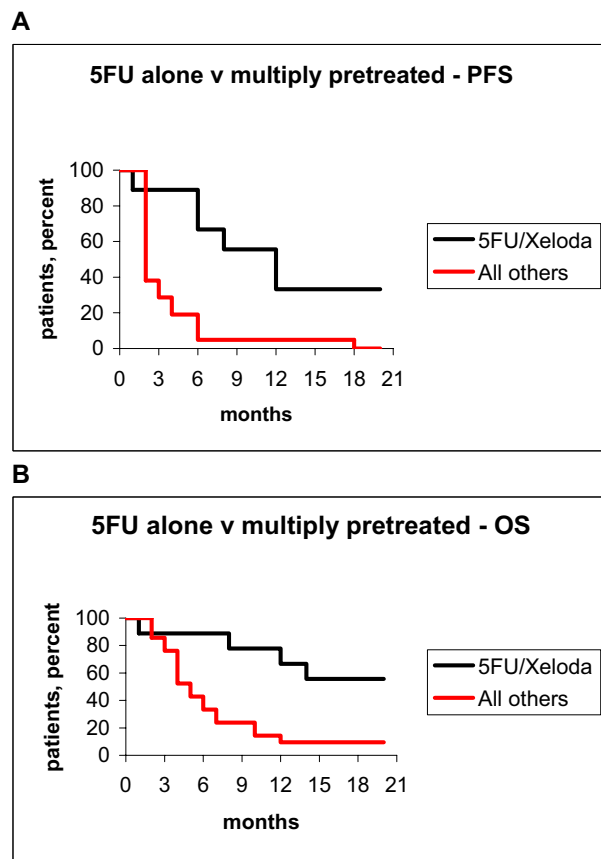 A
5FU alone v multiply pretreated - PFS
patients, percent
100
80
60
40
20
0
0 3 6 9 12 15 18 21
months
5FU/Xeloda
All others
B
5FU alone v multiply pretreated - OS
patients, percent
100
80
60
40
20
0
0 3 6 9 12 15 18 21
months
5FU/Xeloda
All others